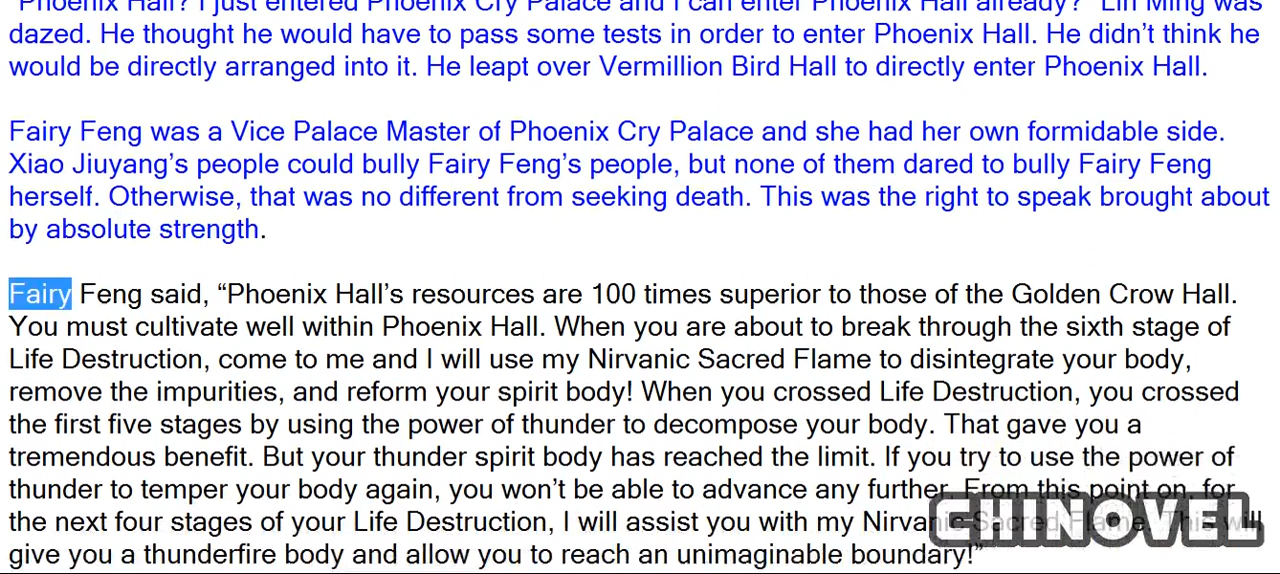 "Phoenix Hall? I just entered Phoenix Cry Palace and I can enter Phoenix Hall already?" Lin Ming was
dazed. He thought he would have to pass some tests in order to enter Phoenix Hall. He didn’t think he
would be directly arranged into it. He leapt over Vermillion Bird Hall to directly enter Phoenix Hall.
Fairy Feng was a Vice Palace Master of Phoenix Cry Palace and she had her own formidable side.
Xiao Jiuyang’s people could bully Fairy Feng’s people, but none of them dared to bully Fairy Feng
herself. Otherwise, that was no different from seeking death. This was the right to speak brought about
by absolute strength.
Fairy Feng said, “Phoenix Hall’s resources are 100 times superior to those of the Golden Crow Hall.
You must cultivate well within Phoenix Hall. When you are about to break through the sixth stage of
Life Destruction, come to me and I will use my Nirvanic Sacred Flame to disintegrate your body,
remove the impurities, and reform your spirit body! When you crossed Life Destruction, you crossed
the first five stages by using the power of thunder to decompose your body. That gave you a
tremendous benefit. But your thunder spirit body has reached the limit. If you try to use the power of
thunder to temper your body again, you won’t be able to advance any further. From this point on, for
the next four stages of your Life Destruction, I will assist you with my Nirvanic Sacred Flame. This will
give you a thunderfire body and allow you to reach an unimaginable boundary!”
CHINOVEL